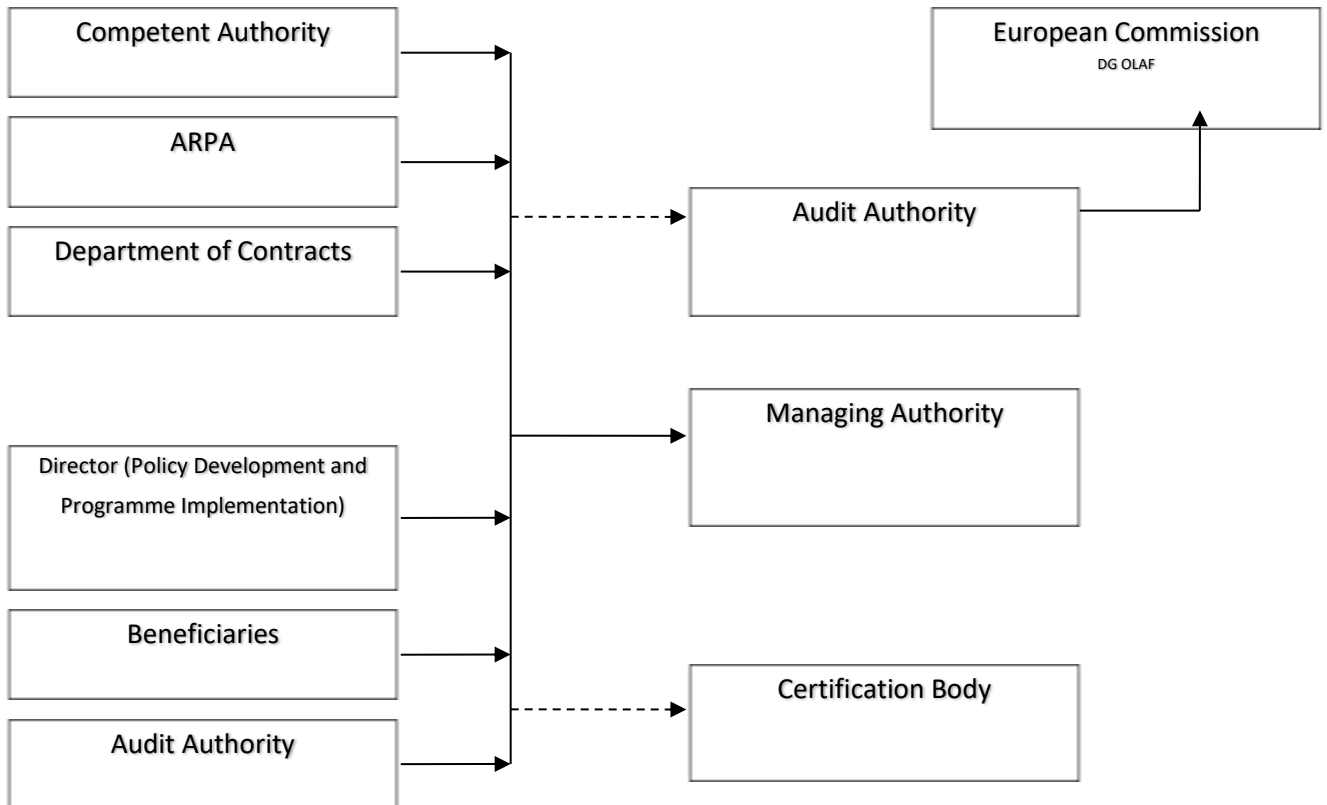 Competent Authority
European Commission
DG OLAF
ARPA
Audit Authority
Department of Contracts
Managing Authority
Director (Policy Development and
Programme Implementation)
Beneficiaries
Certification Body
Audit Authority